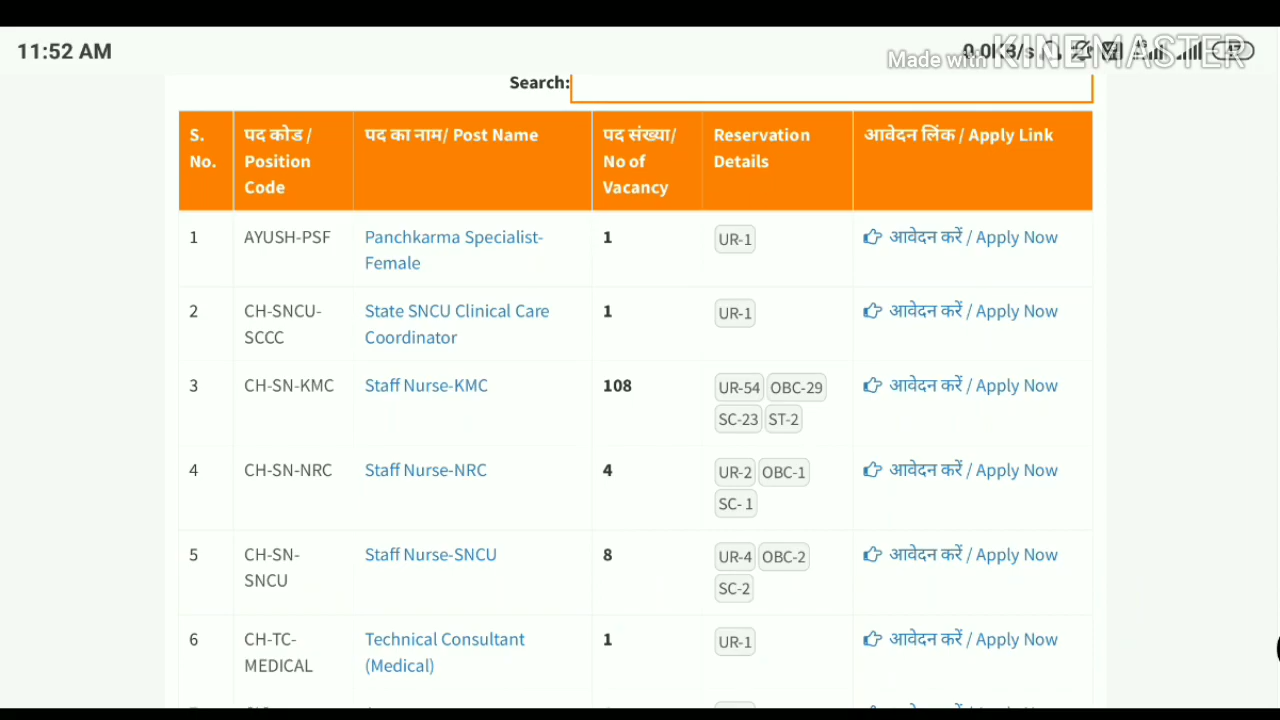 11:52 AM
0.0KB/s
Made with KINEMASTER
Search:
S. No.
पद कोड / Position Code
पद का नाम/ Post Name
पद संख्या/ No of Vacancy
Reservation Details
आवेदन लिंक / Apply Link
1
AYUSH-PSF
Panchkarma Specialist-
Female
1
UR-1
आवेदन करें / Apply Now
2
CH-SNCU-
SCCC
State SNCU Clinical Care
Coordinator
1
UR-1
आवेदन करें / Apply Now
3
CH-SN-KMC
Staff Nurse-KMC
108
UR-54 OBC-29
SC-23 ST-2
आवेदन करें / Apply Now
4
CH-SN-NRC
Staff Nurse-NRC
4
UR-2 OBC-1
SC- 1
आवेदन करें / Apply Now
5
CH-SN-
SNCU
Staff Nurse-SNCU
8
UR-4 OBC-2
SC-2
आवेदन करें / Apply Now
6
CH-TC-
MEDICAL
Technical Consultant
(Medical)
1
UR-1
आवेदन करें / Apply Now